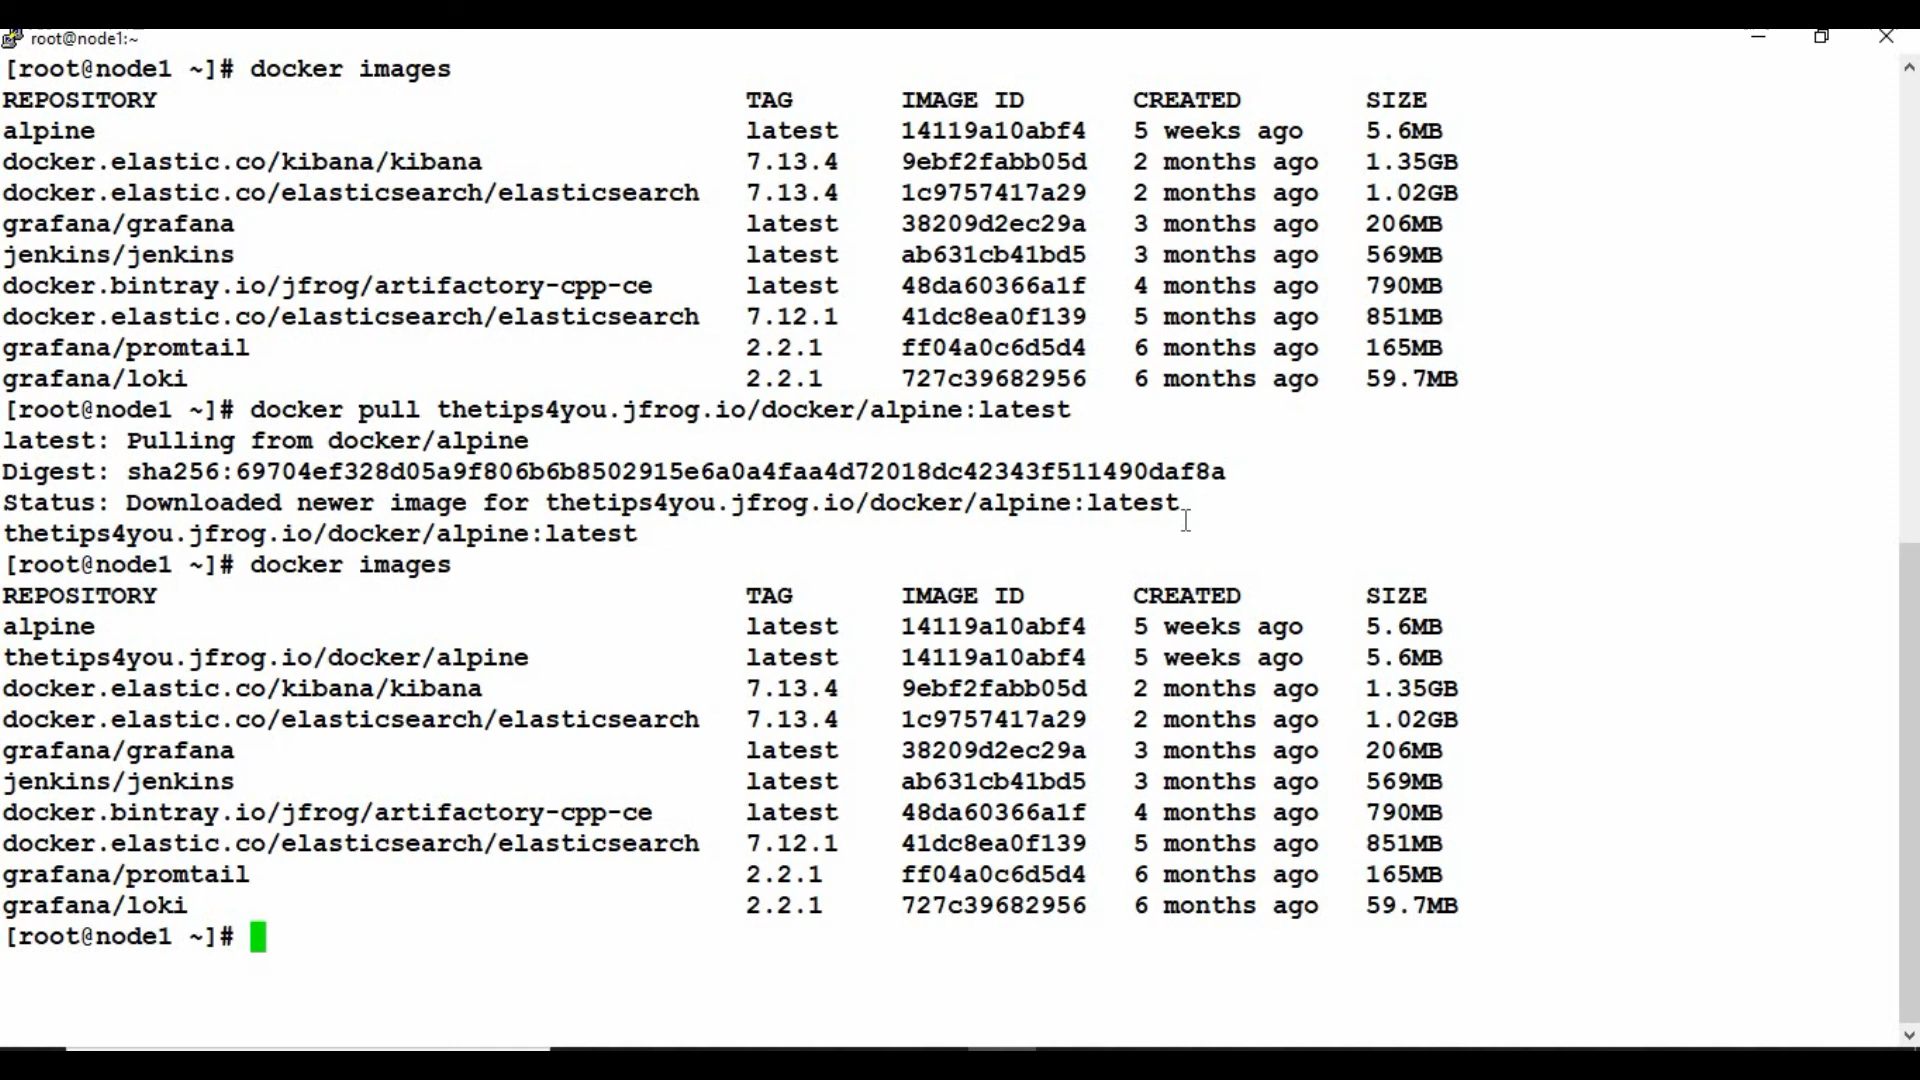 root@node1:~
[root@node1 ~]# docker images
REPOSITORY TAG IMAGE ID CREATED SIZE
alpine latest 14119a10abf4 5 weeks ago 5.6MB
docker.elastic.co/kibana/kibana 7.13.4 9ebf2fabb05d 2 months ago 1.35GB
docker.elastic.co/elasticsearch/elasticsearch 7.13.4 1c9757417a29 2 months ago 1.02GB
grafana/grafana latest 38209d2ec29a 3 months ago 206MB
jenkins/jenkins latest ab631cb41bd5 3 months ago 569MB
docker.bintray.io/jfrog/artifactory-cpp-ce latest 48da60366a1f 4 months ago 790MB
docker.elastic.co/elasticsearch/elasticsearch 7.12.1 41dc8ea0f139 5 months ago 851MB
grafana/promtail 2.2.1 ff04a0c6d5d4 6 months ago 165MB
grafana/loki 2.2.1 727c39682956 6 months ago 59.7MB
[root@node1 ~]# docker pull thetips4you.jfrog.io/docker/alpine:latest
latest: Pulling from docker/alpine
Digest: sha256:69704ef328d05a9f806b6b8502915e6a0a4faa4d72018dc42343f511490daf8a
Status: Downloaded newer image for thetips4you.jfrog.io/docker/alpine:latest
thetips4you.jfrog.io/docker/alpine:latest
[root@node1 ~]# docker images
REPOSITORY TAG IMAGE ID CREATED SIZE
alpine latest 14119a10abf4 5 weeks ago 5.6MB
thetips4you.jfrog.io/docker/alpine latest 14119a10abf4 5 weeks ago 5.6MB
docker.elastic.co/kibana/kibana 7.13.4 9ebf2fabb05d 2 months ago 1.35GB
docker.elastic.co/elasticsearch/elasticsearch 7.13.4 1c9757417a29 2 months ago 1.02GB
grafana/grafana latest 38209d2ec29a 3 months ago 206MB
jenkins/jenkins latest ab631cb41bd5 3 months ago 569MB
docker.bintray.io/jfrog/artifactory-cpp-ce latest 48da60366a1f 4 months ago 790MB
docker.elastic.co/elasticsearch/elasticsearch 7.12.1 41dc8ea0f139 5 months ago 851MB
grafana/promtail 2.2.1 ff04a0c6d5d4 6 months ago 165MB
grafana/loki 2.2.1 727c39682956 6 months ago 59.7MB
[root@node1 ~]#